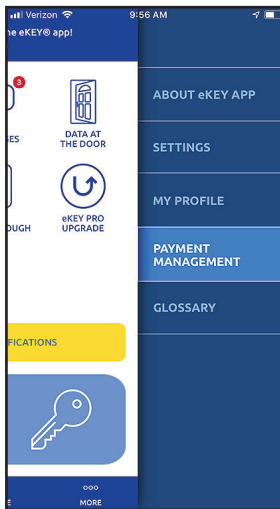 Verizon 9:56 AM
he eKEY® app!
3
ES
DATA AT
THE DOOR
OUGH
eKEY PRO
UPGRADE
FICATIONS
E
MORE
ABOUT eKEY APP
SETTINGS
MY PROFILE
PAYMENT
MANAGEMENT
GLOSSARY